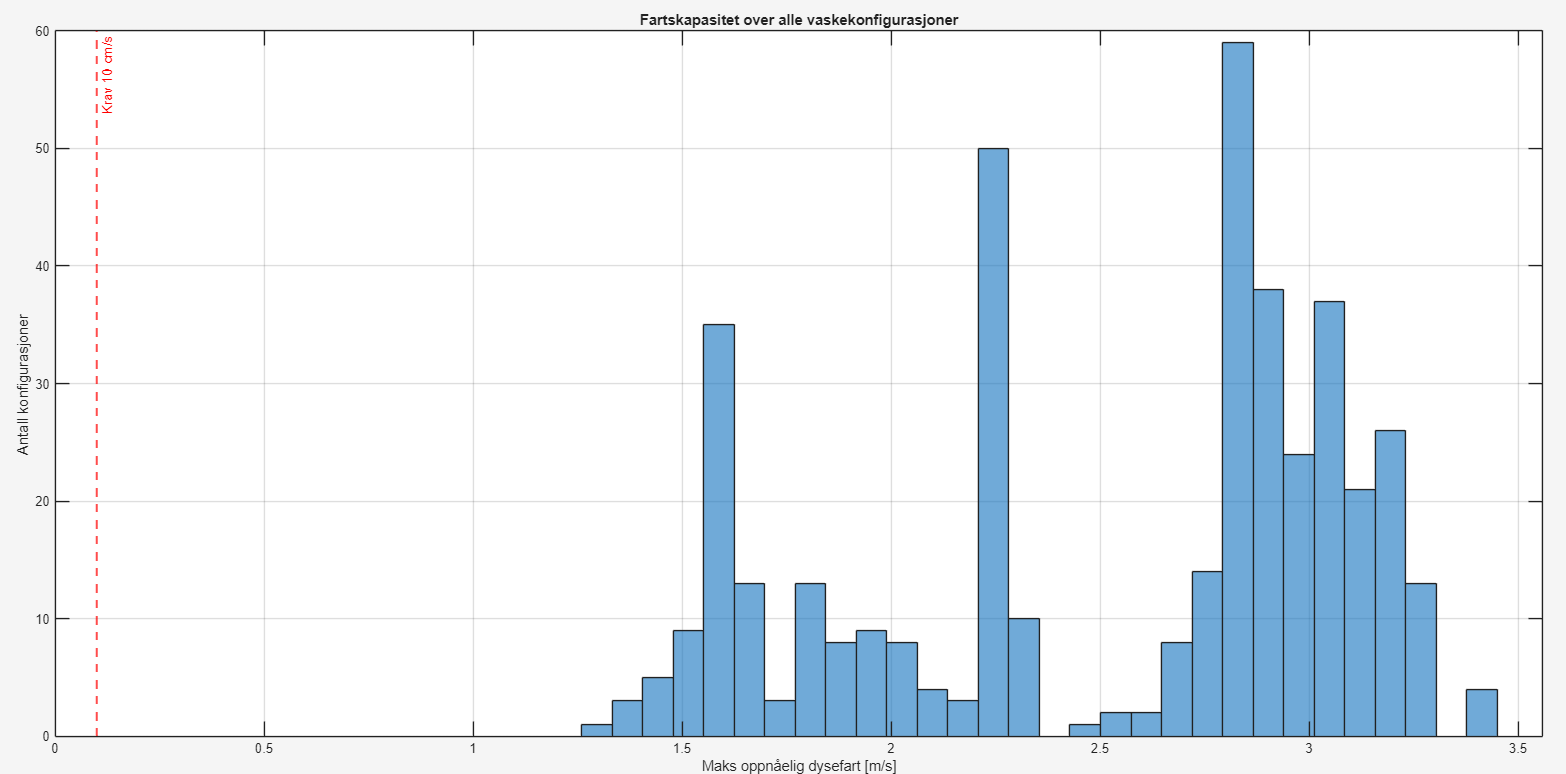 Fartskapasitet over alle vaskekonfigurasjoner
60
50
40
30
20
10
0
Antall konfigurasjoner
Krav 10 cm/s
0 0.5 1 1.5 2 2.5 3 3.5
Maks oppnåelig dysefart [m/s]